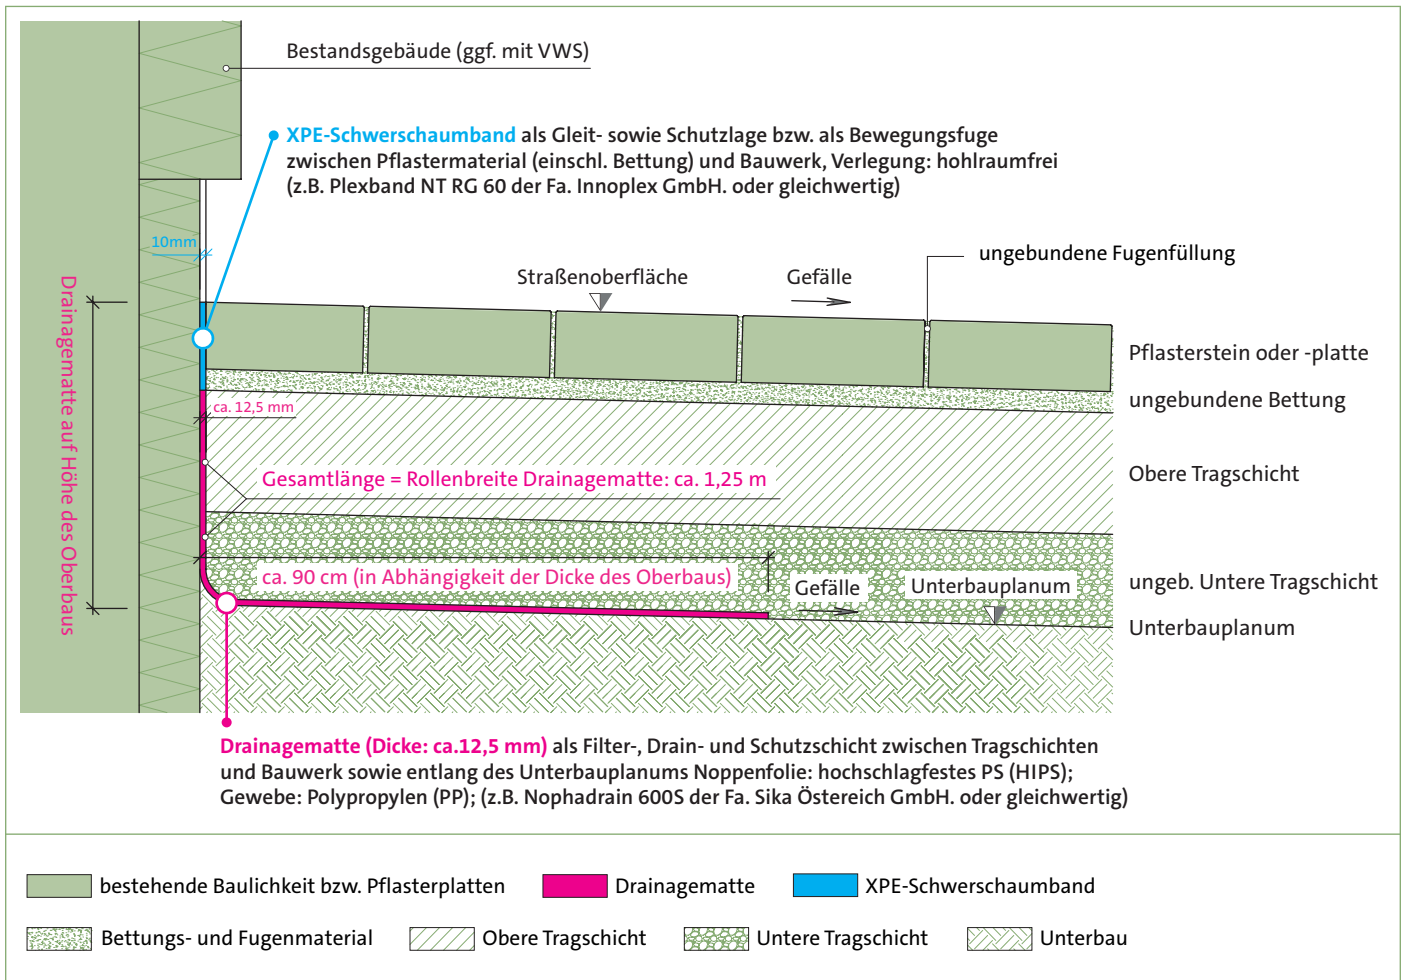 Bestandsgebäude (ggf. mit VWS)
XPE-Schwerschaumband als Gleit- sowie Schutzlage bzw. als Bewegungsfuge
zwischen Pflastermaterial (einschl. Bettung) und Bauwerk, Verlegung: hohlraumfrei
(z.B. Plexband NT RG 60 der Fa. Innoplex GmbH. oder gleichwertig)
10mm
ungebundene Fugenfüllung
Straßenoberfläche
Gefälle
Drainagematte auf Höhe des Oberbaus
Pflasterstein oder -platte
ungebundene Bettung
ca. 12,5 mm
Obere Tragschicht
Gesamtlänge = Rollenbreite Drainagematte: ca. 1,25 m
ca. 90 cm (in Abhängigkeit der Dicke des Oberbaus)
Gefälle
Unterbauplanum
ungeb. Untere Tragschicht
Unterbauplanum
Drainagematte (Dicke: ca.12,5 mm) als Filter-, Drain- und Schutzschicht zwischen Tragschichten
und Bauwerk sowie entlang des Unterbauplanums Noppenfolie: hochschlagfestes PS (HIPS);
Gewebe: Polypropylen (PP); (z.B. Nophadrain 600S der Fa. Sika Östereich GmbH. oder gleichwertig)
bestehende Baulichkeit bzw. Pflasterplatten
Drainagematte
XPE-Schwerschaumband
Bettungs- und Fugenmaterial
Obere Tragschicht
Untere Tragschicht
Unterbau